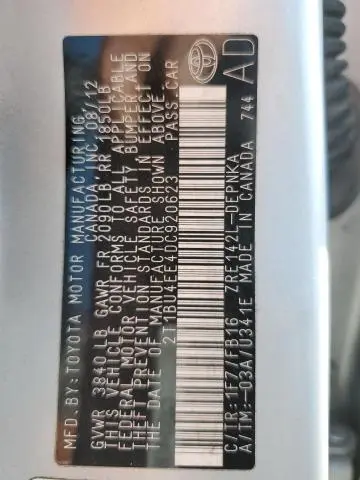 MFD.BY:TOYOTA MOTOR MANUFACTURING,
CANADA, INC. 08/12
GVWR 3840LB GAWR FR 2090LB,RR 1850LB
THIS VEHICLE CONFORMS TO ALL APPLICABLE
FEDERAL MOTOR VEHICLE SAFETY, BUMPER AND
THEFT PREVENTION STANDARDS IN EFFECT ON
THE DATE OF MANUFACTURE SHOWN ABOVE.
2T1BU4EE4DC920623 PASS.CAR
C/TR:1F7/FB16 ZRE142L-DEPNKA
A/TM:-03A/U341E MADE IN CANADA 744
AD